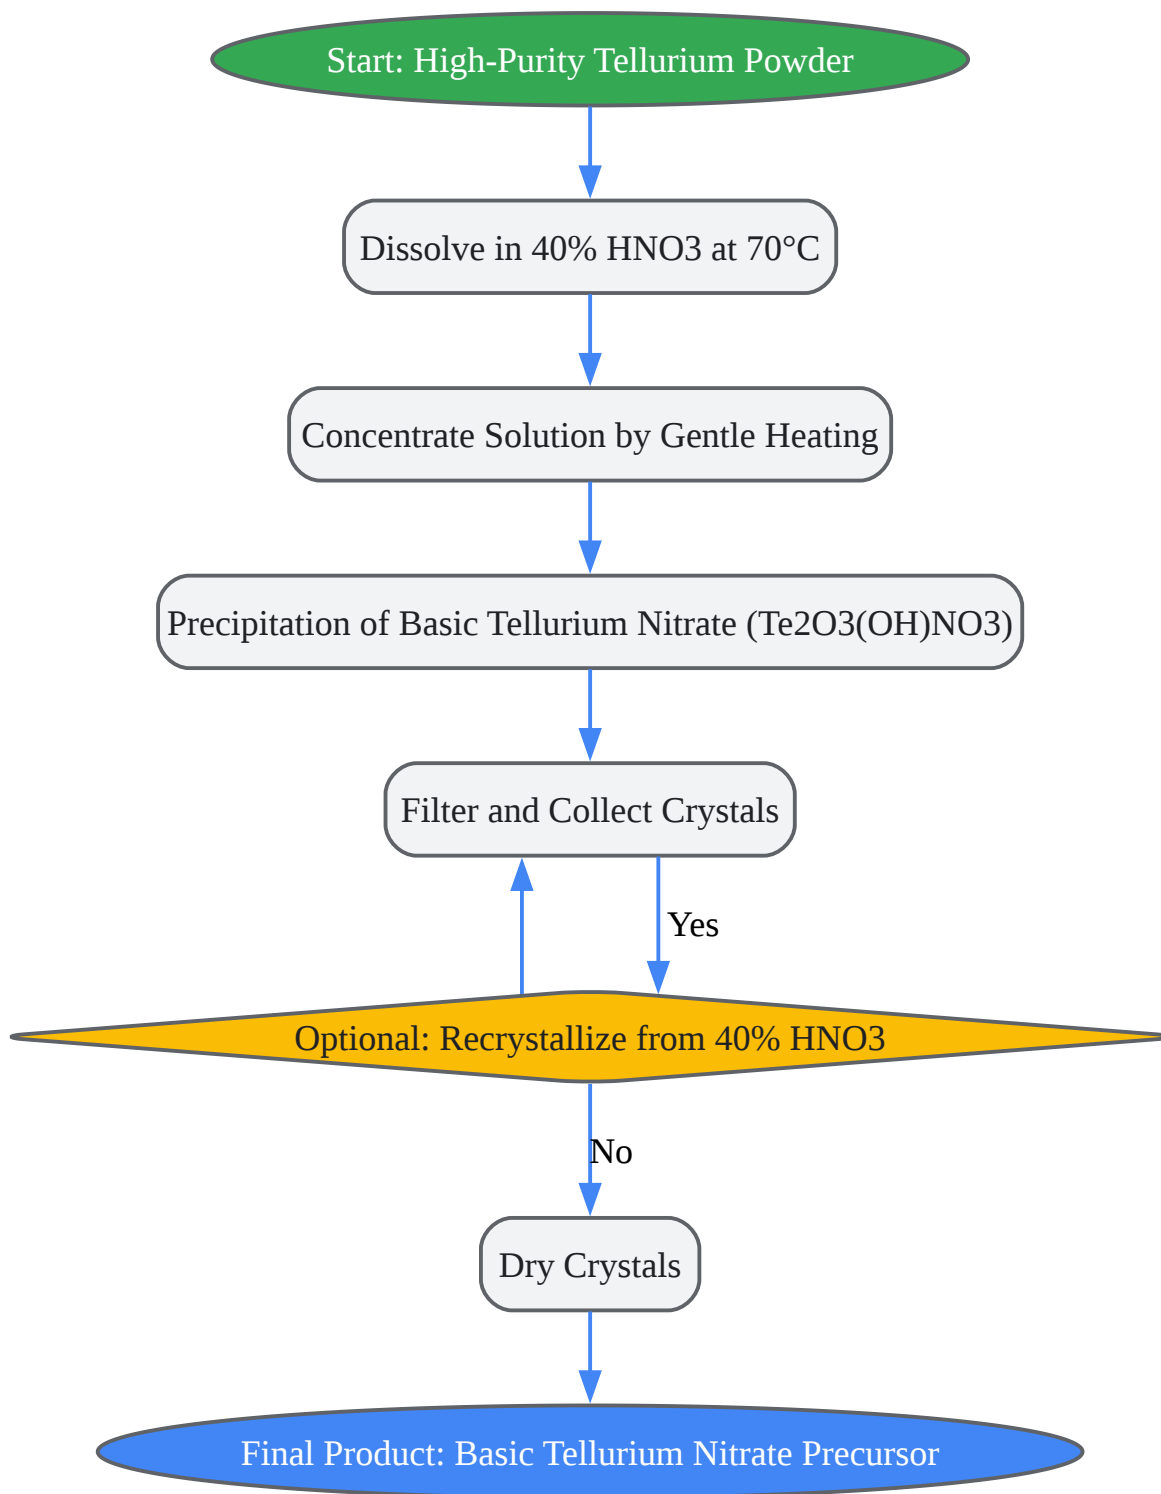 Start: High-Purity Tellurium Powder
Dissolve in 40% HNO3 at 70°C
Concentrate Solution by Gentle Heating
Precipitation of Basic Tellurium Nitrate (Te2O3(OH)NO3)
Filter and Collect Crystals
Yes
Optional: Recrystallize from 40% HNO3
No
Dry Crystals
Final Product: Basic Tellurium Nitrate Precursor